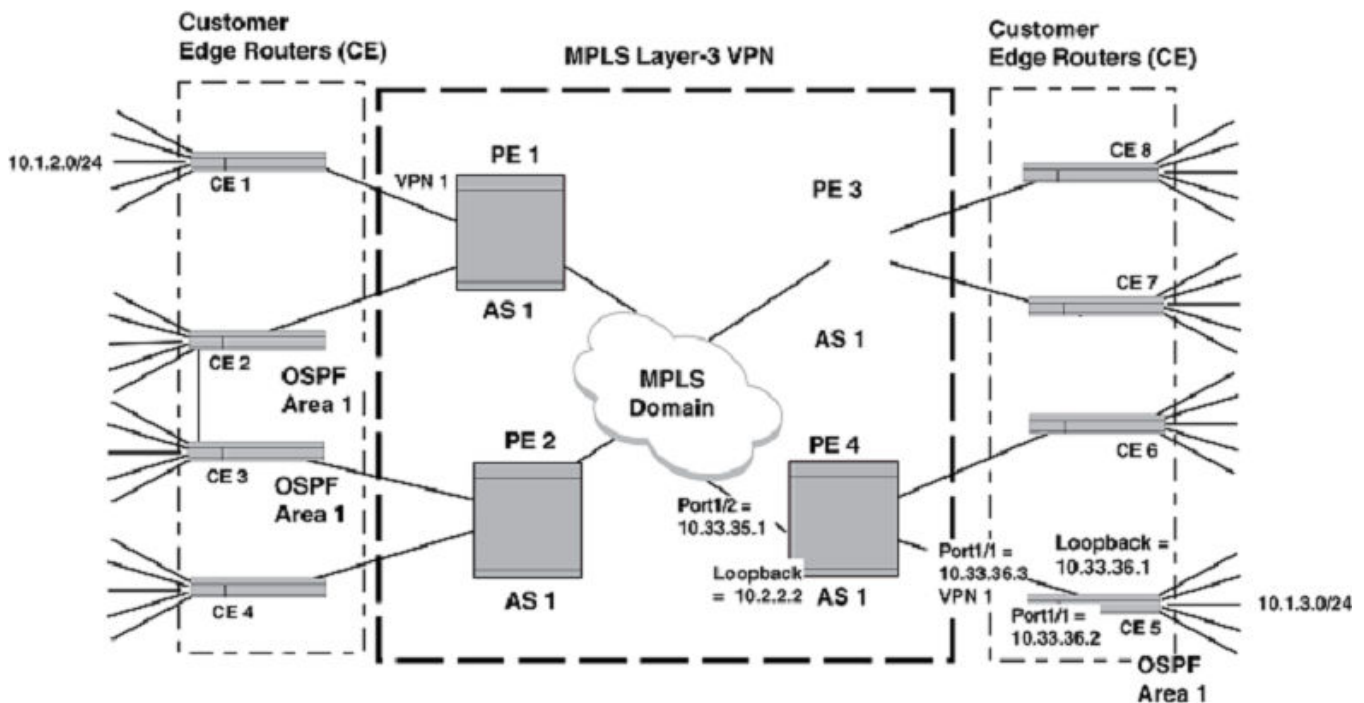 Customer
Edge Routers (CE)
MPLS Layer-3 VPN
Customer
Edge Routers (CE)
10.1.2.0/24
CE 1
VPN 1
PE 1
AS 1
PE 3
AS 1
CE 8
CE 7
CE 2
OSPF
Area 1
MPLS
Domain
CE 3
OSPF
Area 1
PE 2
AS 1
CE 4
PE 4
AS 1
Port1/2 =
10.33.35.1
Loopback
= 10.2.2.2
CE 6
Port1/1 =
10.33.36.3
VPN 1
Loopback =
10.33.36.1
Port1/1 =
10.33.36.2
CE 5
10.1.3.0/24
OSPF
Area 1